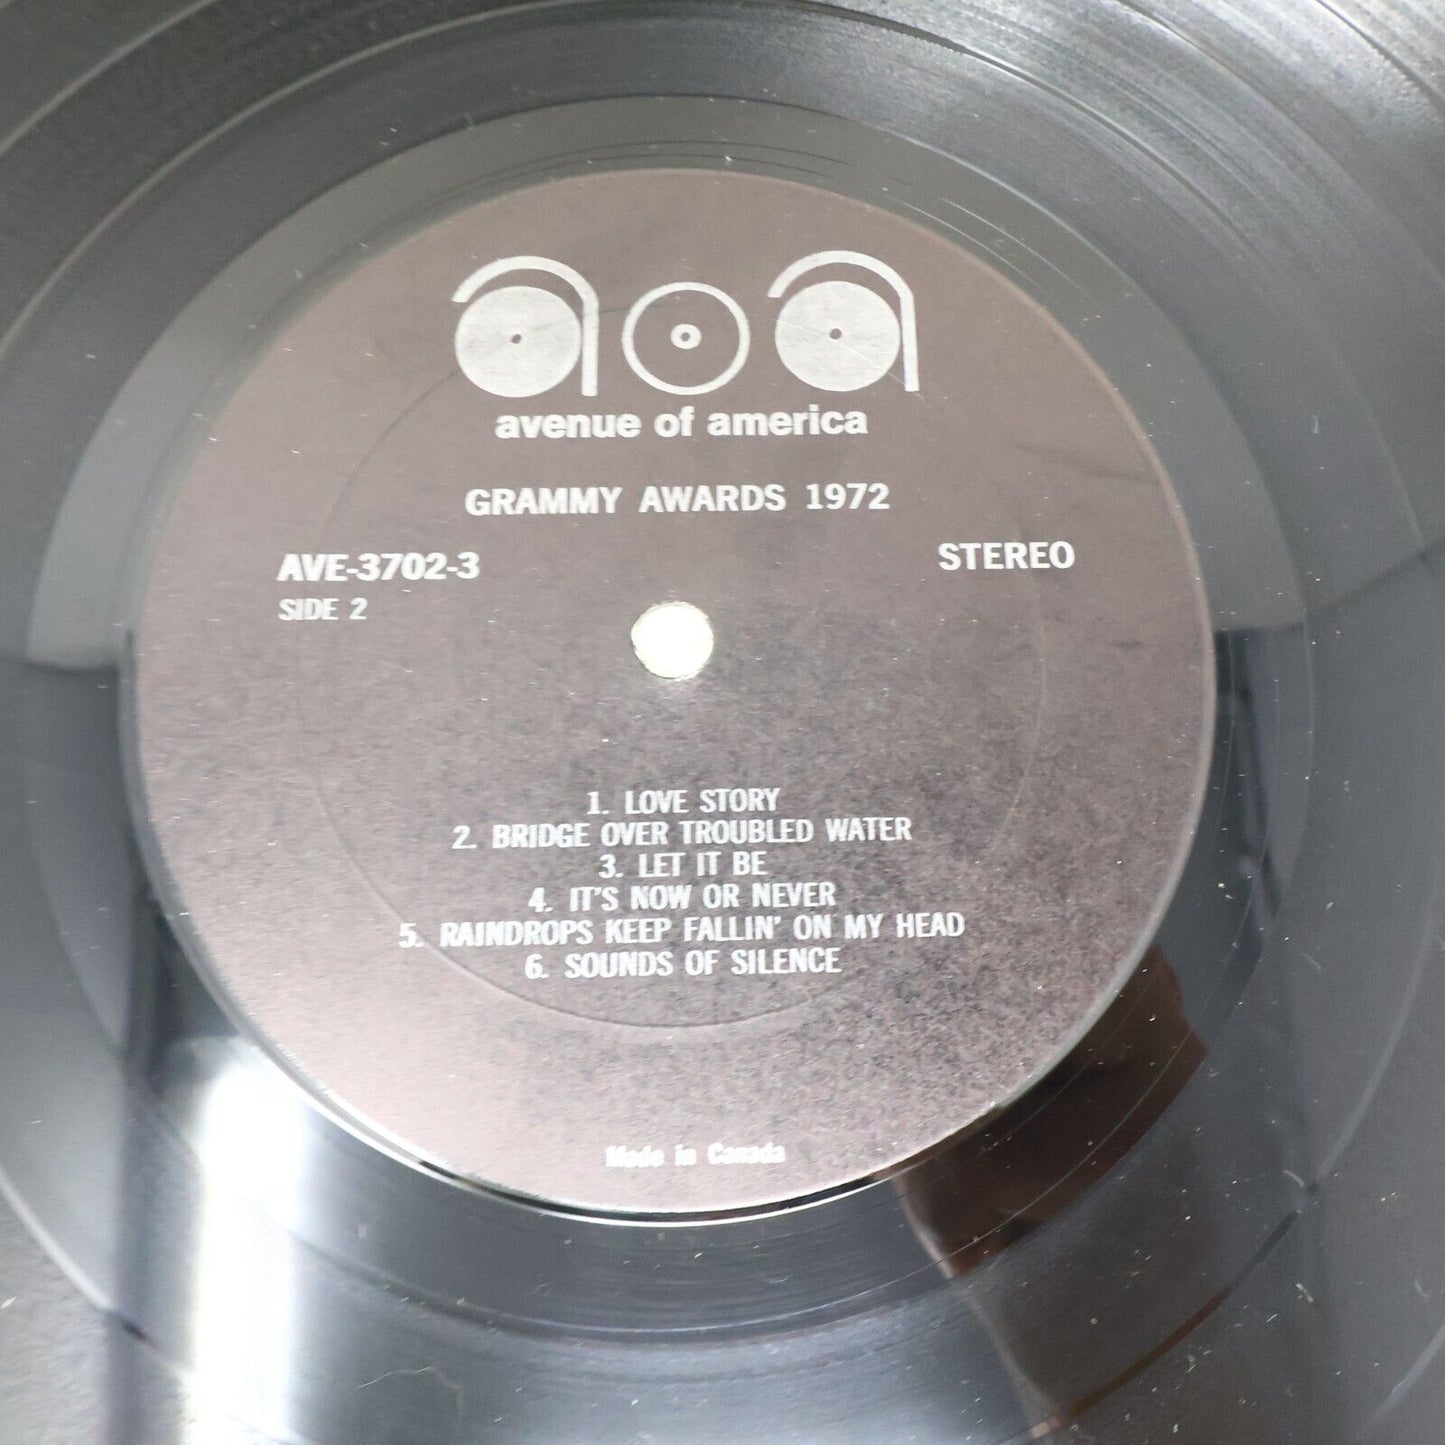 aoa
avenue of america
GRAMMY AWARDS 1972
AVE-3702-3
STEREO
SIDE 2
1. LOVE STORY
2. BRIDGE OVER TROUBLED WATER
3. LET IT BE
4. IT'S NOW OR NEVER
5. RAINDROPS KEEP FALLIN' ON MY HEAD
6. SOUNDS OF SILENCE
Made in Canada